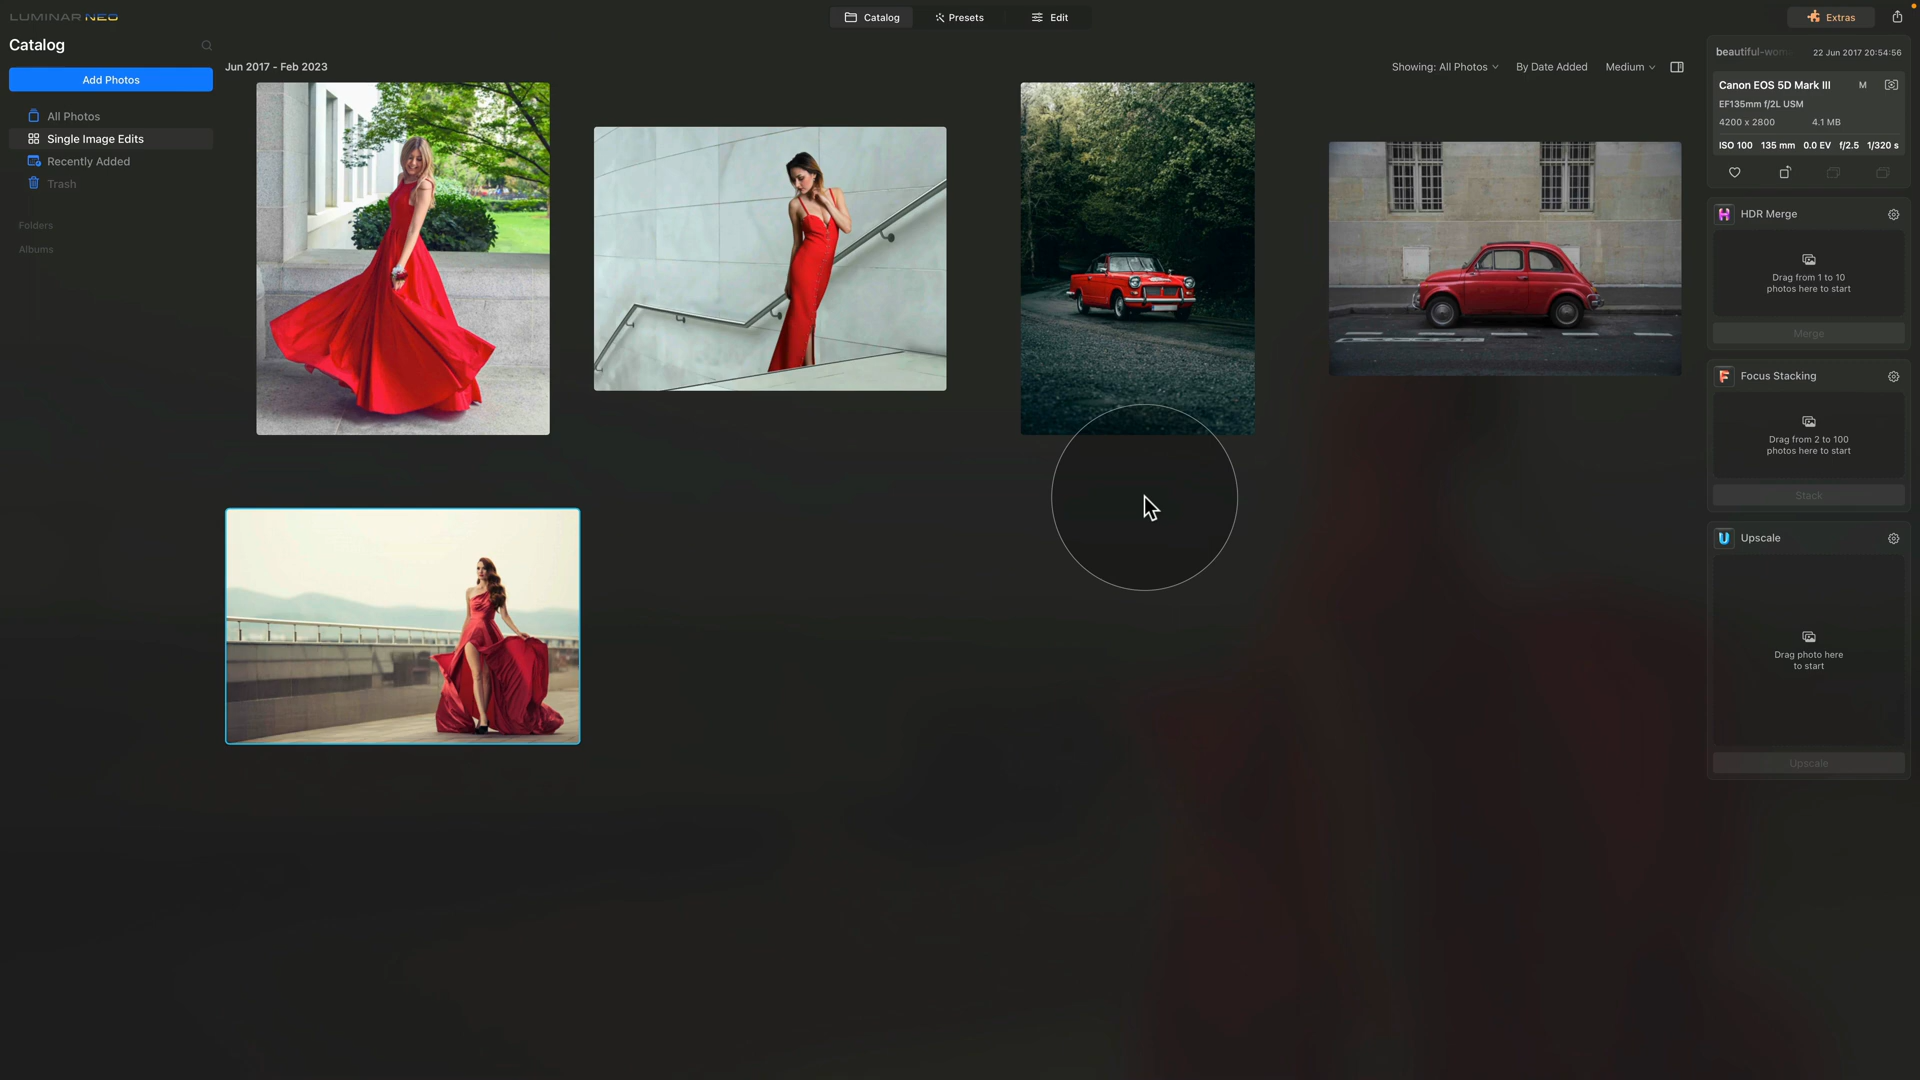 LUMINAR NEO
Catalog
Presets
Edit
Extras
Catalog
Add Photos
All Photos
Single Image Edits
Recently Added
Trash
Folders
Albums
Jun 2017 - Feb 2023
Showing: All Photos
By Date Added
Medium
beautiful-wom
22 Jun 2017 20:54:56
Canon EOS 5D Mark III
M
EF135mm f/2L USM
4200 x 2800
4.1 MB
ISO 100 135 mm 0.0 EV f/2.5 1/320 s
HDR Merge
Drag from 1 to 10
photos here to start
Merge
Focus Stacking
Drag from 2 to 100
photos here to start
Stack
Upscale
Drag photo here
to start
Upscale